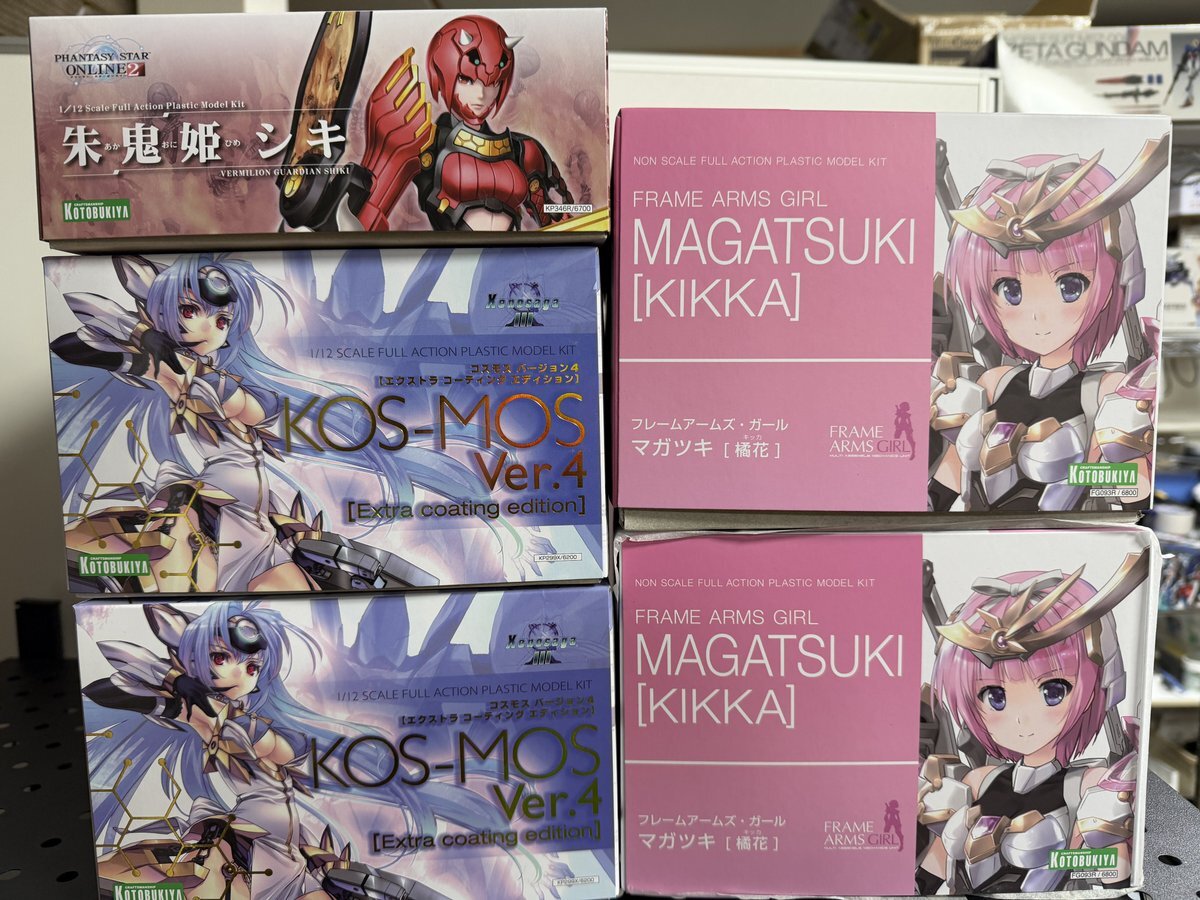 PHANTASY STAR
ONLINE 2
1/12 Scale Full Action Plastic Model Kit
朱鬼姫 シキ
あか おに ひめ
VERMILION GUARDIAN SHIKI
CRAFTSMANSHIP
KOTOBUKIYA
KP346R/6700
Xenosaga
III
1/12 SCALE FULL ACTION PLASTIC MODEL KIT
コスモス バージョン4
[エクストラ コーティング エディション]
KOS-MOS
Ver.4
[Extra coating edition]
CRAFTSMANSHIP
KOTOBUKIYA
KP299X/6200
Xenosaga
III
1/12 SCALE FULL ACTION PLASTIC MODEL KIT
コスモス バージョン4
[エクストラ コーティング エディション]
KOS-MOS
Ver.4
[Extra coating edition]
CRAFTSMANSHIP
KOTOBUKIYA
KP299X/6200
ZETA GUNDAM
NON SCALE FULL ACTION PLASTIC MODEL KIT
FRAME ARMS GIRL
MAGATSUKI
[KIKKA]
フレームアームズ・ガール
キッカ
マガツキ [橘花]
FRAME
ARMS GIRL
CRAFTSMANSHIP
KOTOBUKIYA
FG093R / 6800
NON SCALE FULL ACTION PLASTIC MODEL KIT
FRAME ARMS GIRL
MAGATSUKI
[KIKKA]
フレームアームズ・ガール
キッカ
マガツキ [橘花]
FRAME
ARMS GIRL
CRAFTSMANSHIP
KOTOBUKIYA
FG093R / 6800